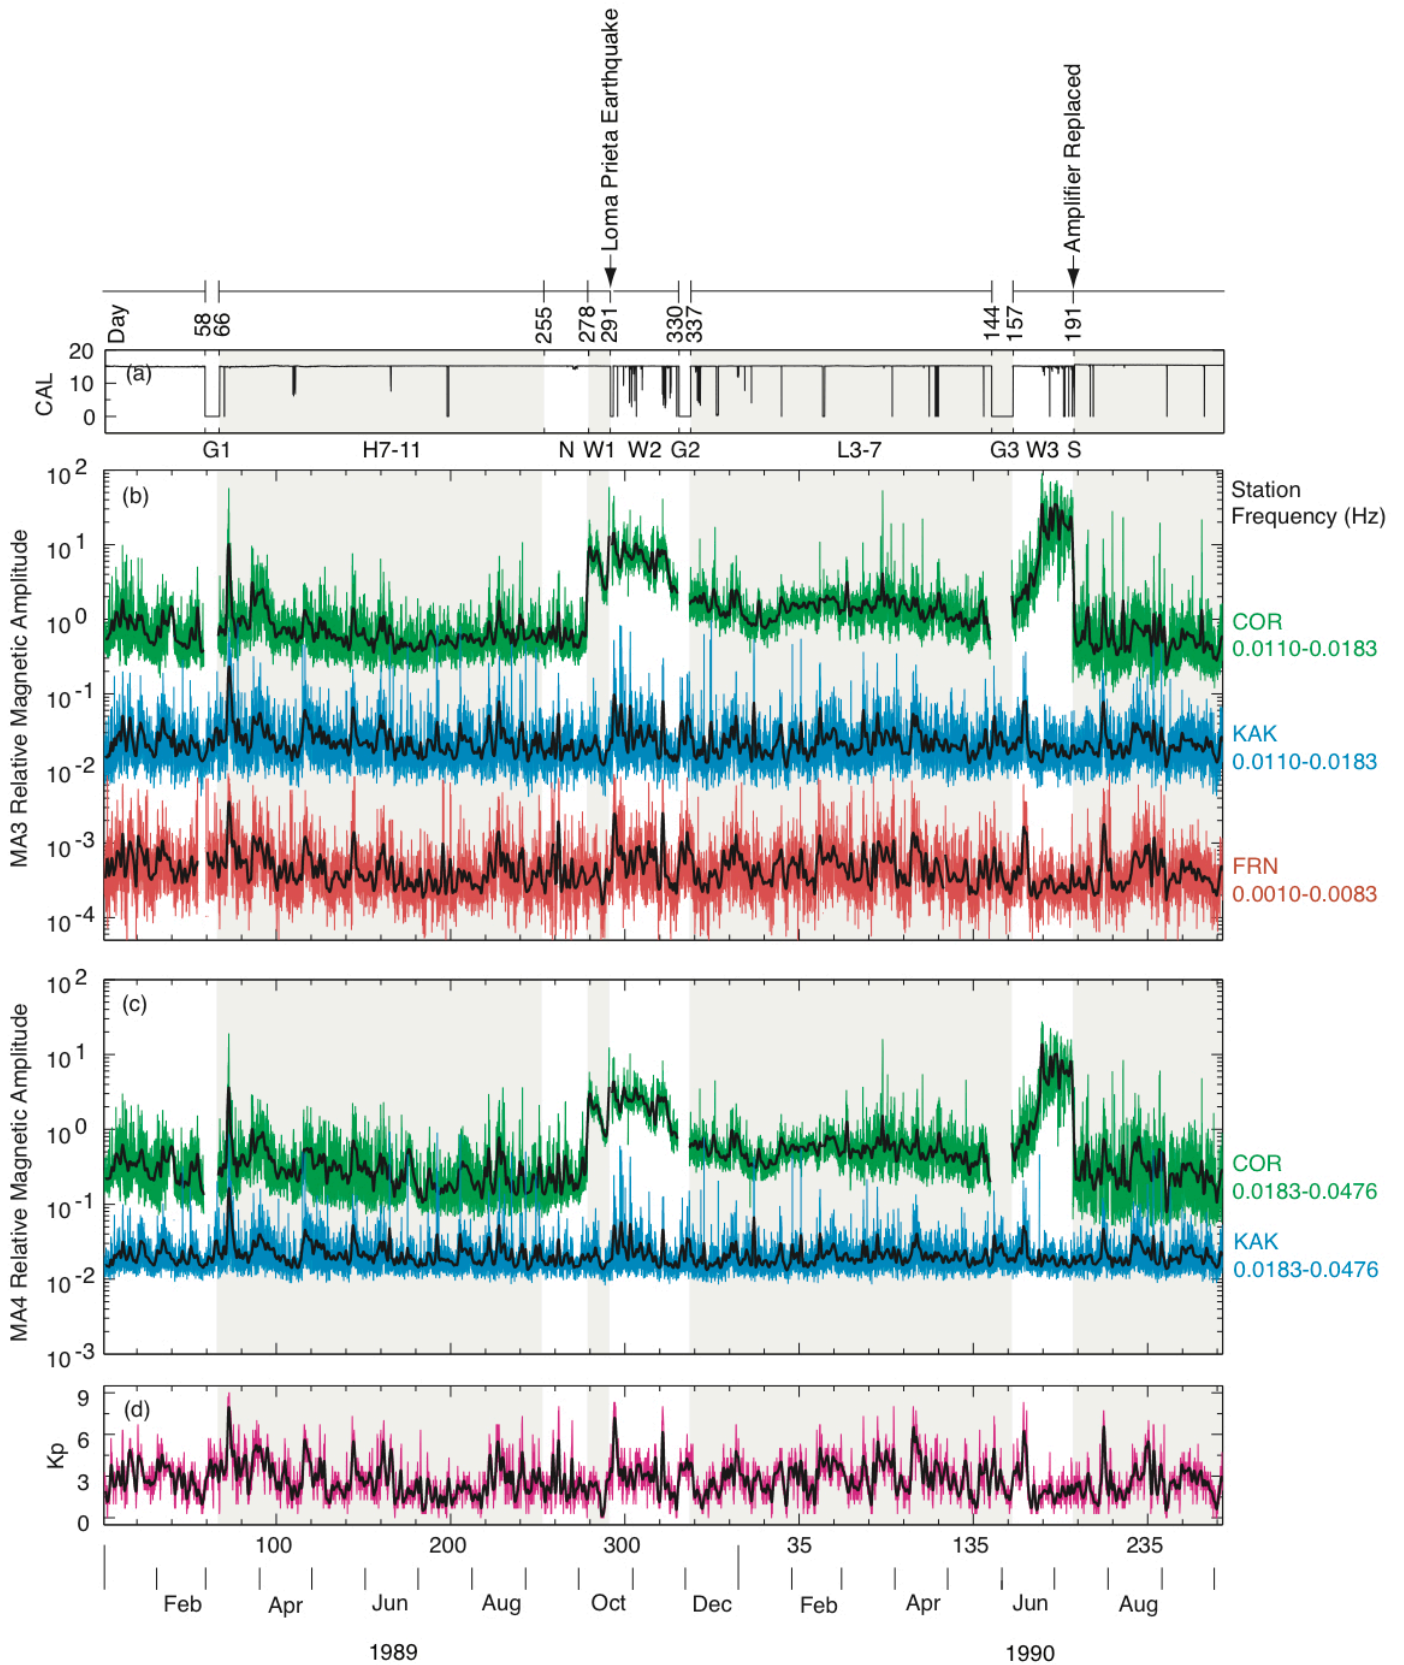 Loma Prieta Earthquake
Amplifier Replaced
Day 58 66 255 278 291 330 337 144 157 191
CAL
20
10
0
(a)
G1 H7-11 N W1 W2 G2 L3-7 G3 W3 S
MA3 Relative Magnetic Amplitude
(b)
10^2
10^1
10^0
10^-1
10^-2
10^-3
10^-4
Station
Frequency (Hz)
COR
0.0110-0.0183
KAK
0.0110-0.0183
FRN
0.0010-0.0083
MA4 Relative Magnetic Amplitude
(c)
10^2
10^1
10^0
10^-1
10^-2
10^-3
COR
0.0183-0.0476
KAK
0.0183-0.0476
Kp
(d)
9
6
3
0
100 200 300 35 135 235
Feb Apr Jun Aug Oct Dec Feb Apr Jun Aug
1989 1990